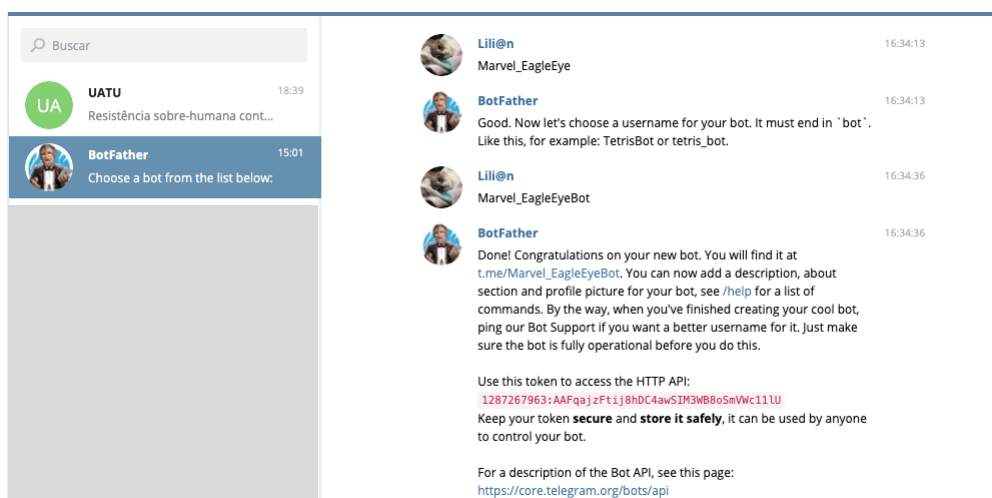 Buscar
UA
UATU 18:39
Resistência sobre-humana cont...
BotFather 15:01
Choose a bot from the list below:
Lili@n 16:34:13
Marvel_EagleEye
BotFather 16:34:13
Good. Now let's choose a username for your bot. It must end in `bot`.
Like this, for example: TetrisBot or tetris_bot.
Lili@n 16:34:36
Marvel_EagleEyeBot
BotFather 16:34:36
Done! Congratulations on your new bot. You will find it at
t.me/Marvel_EagleEyeBot. You can now add a description, about
section and profile picture for your bot, see /help for a list of
commands. By the way, when you've finished creating your cool bot,
ping our Bot Support if you want a better username for it. Just make
sure the bot is fully operational before you do this.
Use this token to access the HTTP API:
1287267963:AAFqajzFtij8hDC4awSIM3WB8oSmVWc11lU
Keep your token secure and store it safely, it can be used by anyone
to control your bot.
For a description of the Bot API, see this page:
https://core.telegram.org/bots/api